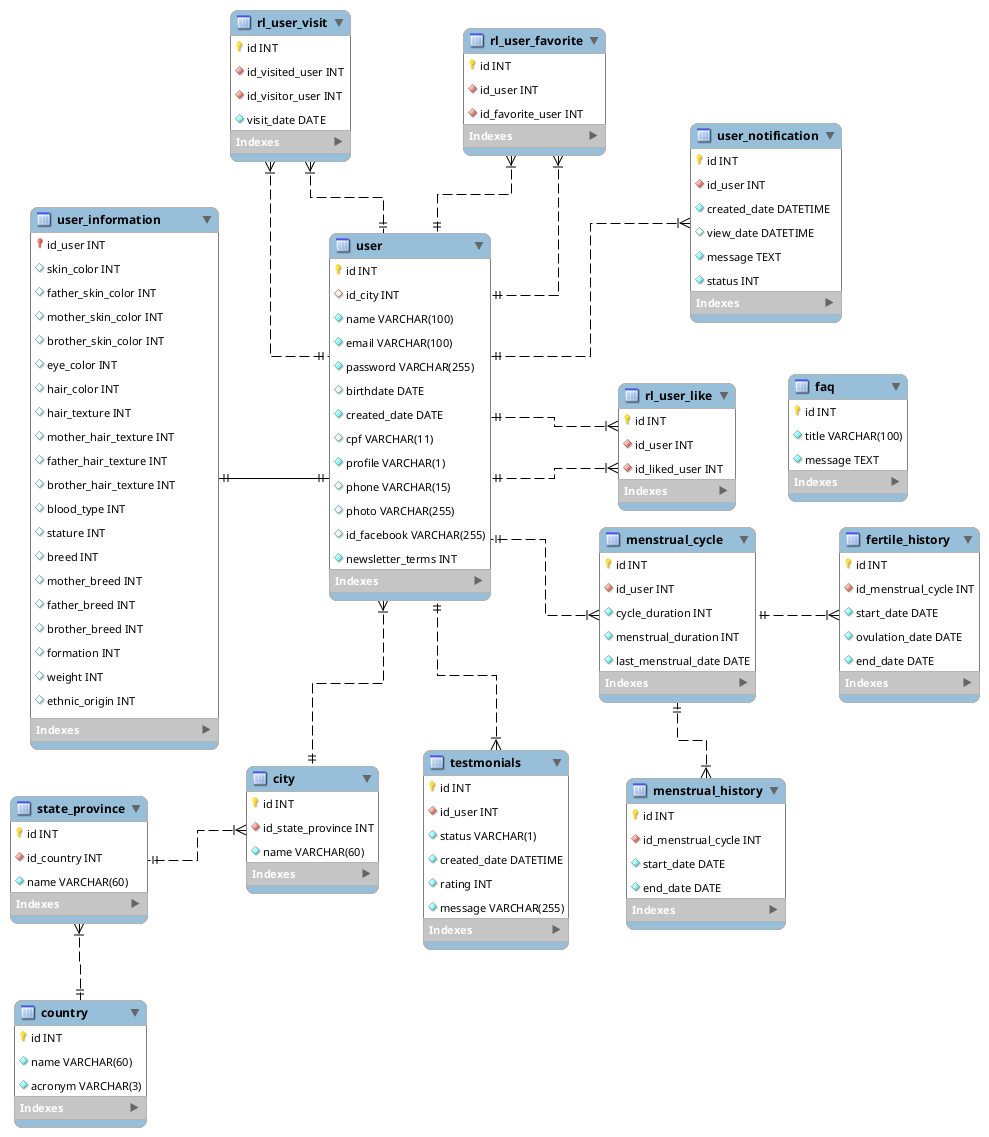 rl_user_visit
id INT
id_visited_user INT
id_visitor_user INT
visit_date DATE
Indexes
rl_user_favorite
id INT
id_user INT
id_favorite_user INT
Indexes
user_notification
id INT
id_user INT
created_date DATETIME
view_date DATETIME
message TEXT
status INT
Indexes
user_information
id_user INT
skin_color INT
father_skin_color INT
mother_skin_color INT
brother_skin_color INT
eye_color INT
hair_color INT
hair_texture INT
mother_hair_texture INT
father_hair_texture INT
brother_hair_texture INT
blood_type INT
stature INT
breed INT
mother_breed INT
father_breed INT
brother_breed INT
formation INT
weight INT
ethnic_origin INT
Indexes
user
id INT
id_city INT
name VARCHAR(100)
email VARCHAR(100)
password VARCHAR(255)
birthdate DATE
created_date DATE
cpf VARCHAR(11)
profile VARCHAR(1)
phone VARCHAR(15)
photo VARCHAR(255)
id_facebook VARCHAR(255)
newsletter_terms INT
Indexes
rl_user_like
id INT
id_user INT
id_liked_user INT
Indexes
faq
id INT
title VARCHAR(100)
message TEXT
Indexes
menstrual_cycle
id INT
id_user INT
cycle_duration INT
menstrual_duration INT
last_menstrual_date DATE
Indexes
fertile_history
id INT
id_menstrual_cycle INT
start_date DATE
ovulation_date DATE
end_date DATE
Indexes
state_province
id INT
id_country INT
name VARCHAR(60)
Indexes
city
id INT
id_state_province INT
name VARCHAR(60)
Indexes
testmonials
id INT
id_user INT
status VARCHAR(1)
created_date DATETIME
rating INT
message VARCHAR(255)
Indexes
menstrual_history
id INT
id_menstrual_cycle INT
start_date DATE
end_date DATE
Indexes
country
id INT
name VARCHAR(60)
acronym VARCHAR(3)
Indexes